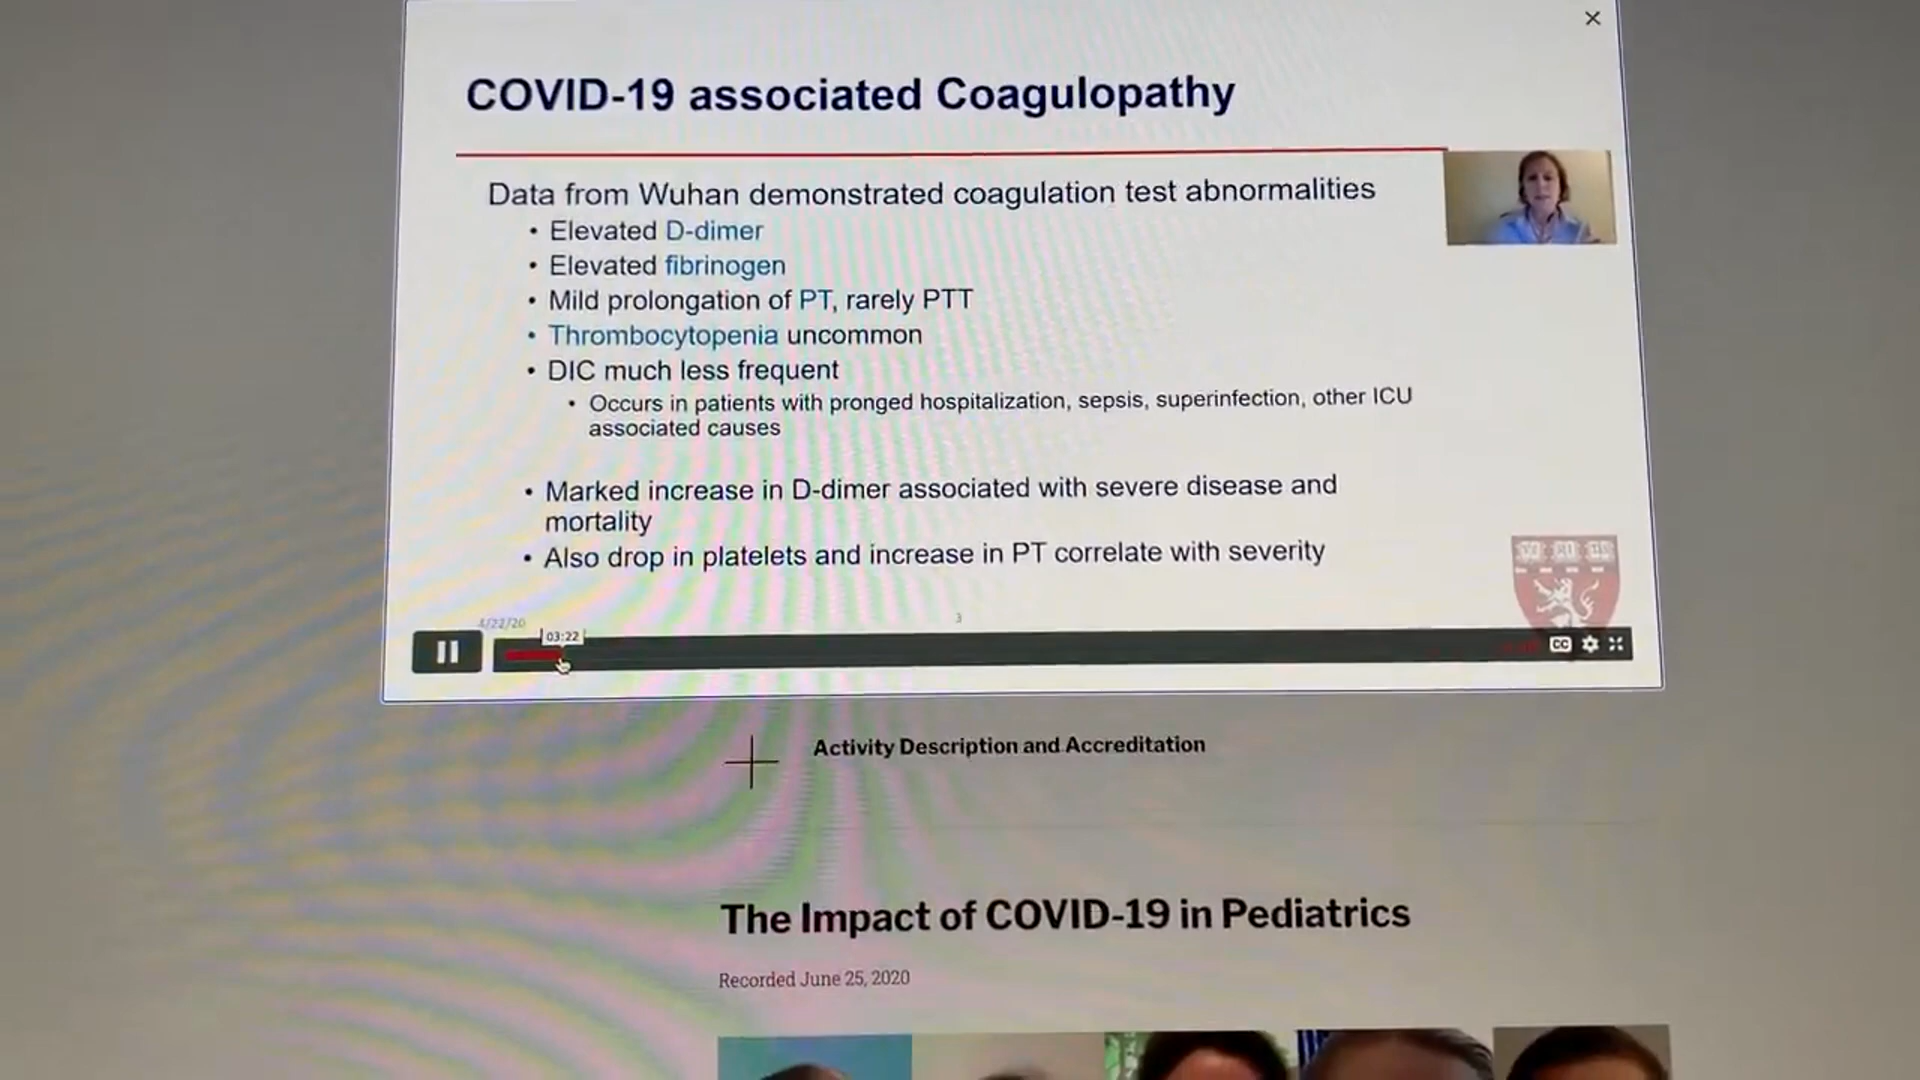 COVID-19 associated Coagulopathy
Data from Wuhan demonstrated coagulation test abnormalities
• Elevated D-dimer
• Elevated fibrinogen
• Mild prolongation of PT, rarely PTT
• Thrombocytopenia uncommon
• DIC much less frequent
• Occurs in patients with pronged hospitalization, sepsis, superinfection, other ICU
associated causes
• Marked increase in D-dimer associated with severe disease and
mortality
• Also drop in platelets and increase in PT correlate with severity
4/22/20
3
03:22
CC
Activity Description and Accreditation
The Impact of COVID-19 in Pediatrics
Recorded June 25, 2020